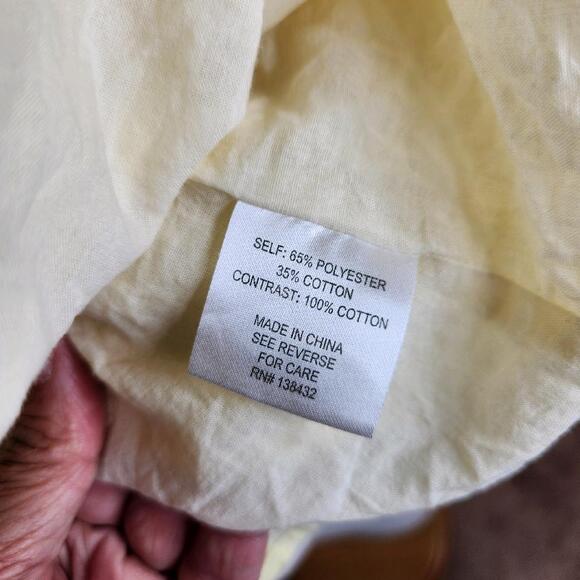 SELF: 65% POLYESTER
35% COTTON
CONTRAST: 100% COTTON
MADE IN CHINA
SEE REVERSE
FOR CARE
RN# 138432